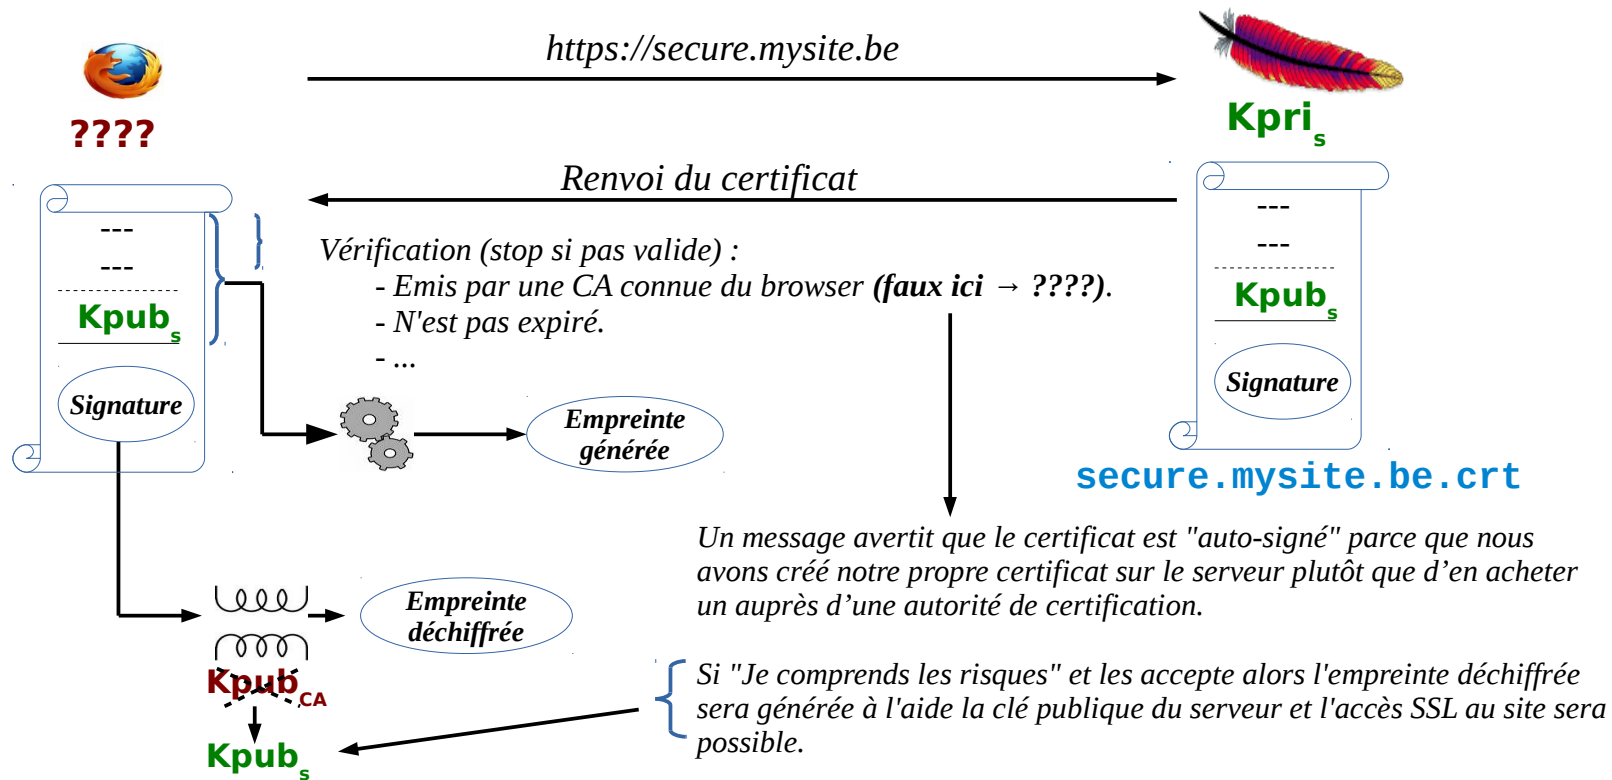 https://secure.mysite.be
????
Kpri s
Renvoi du certificat
---
---
Kpub s
Signature
---
---
Kpub s
Signature
secure.mysite.be.crt
Vérification (stop si pas valide) :
- Emis par une CA connue du browser (faux ici → ????).
- N'est pas expiré.
- ...
Empreinte
générée
Un message avertit que le certificat est "auto-signé" parce que nous
avons créé notre propre certificat sur le serveur plutôt que d’en acheter
un auprès d’une autorité de certification.
Empreinte
déchiffrée
Kpub CA
Kpub s
Si "Je comprends les risques" et les accepte alors l'empreinte déchiffrée
sera générée à l'aide la clé publique du serveur et l'accès SSL au site sera
possible.